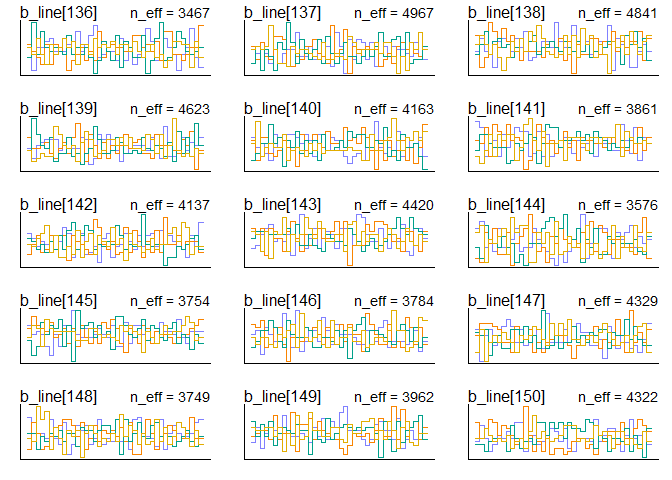 b_line[136] n_eff = 3467 b_line[137] n_eff = 4967 b_line[138] n_eff = 4841
b_line[139] n_eff = 4623 b_line[140] n_eff = 4163 b_line[141] n_eff = 3861
b_line[142] n_eff = 4137 b_line[143] n_eff = 4420 b_line[144] n_eff = 3576
b_line[145] n_eff = 3754 b_line[146] n_eff = 3784 b_line[147] n_eff = 4329
b_line[148] n_eff = 3749 b_line[149] n_eff = 3962 b_line[150] n_eff = 4322